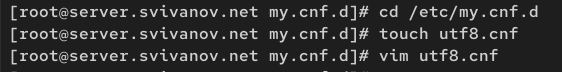 [root@server.svivanov.net my.cnf.d]# cd /etc/my.cnf.d
[root@server.svivanov.net my.cnf.d]# touch utf8.cnf
[root@server.svivanov.net my.cnf.d]# vim utf8.cnf